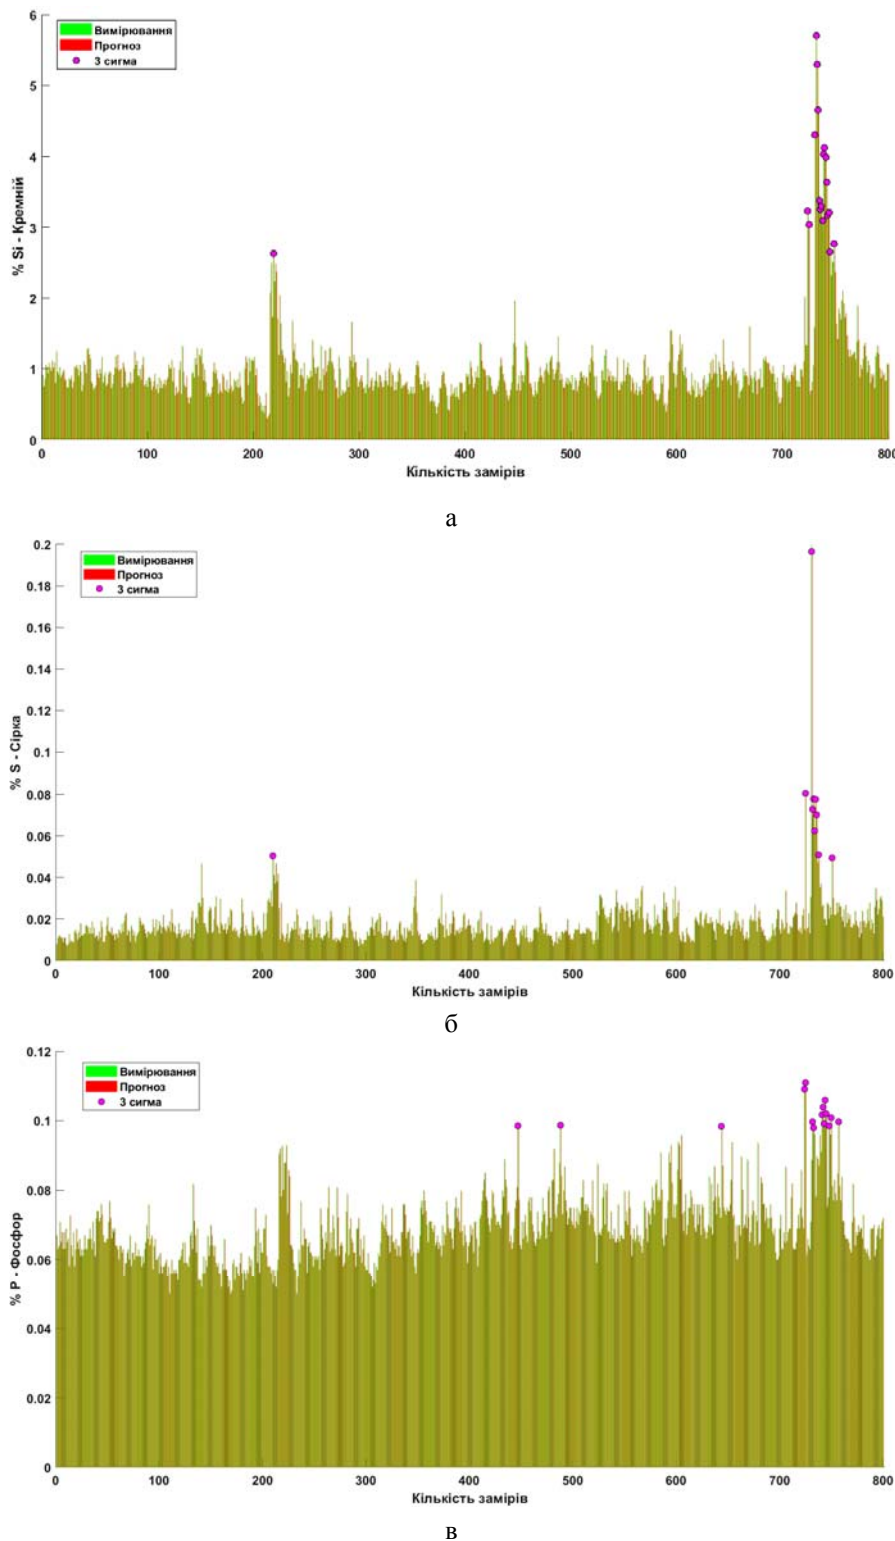 6
Вимірювання
Прогноз
3 сигма
5
4
3
2
1
0
% Si - Кремній
0 100 200 300 400 500 600 700 800
Кількість замірів
а
0.2
Вимірювання
Прогноз
3 сигма
0.18
0.16
0.14
0.12
0.1
0.08
0.06
0.04
0.02
0
% S - Сірка
0 100 200 300 400 500 600 700 800
Кількість замірів
б
0.12
Вимірювання
Прогноз
3 сигма
0.1
0.08
0.06
0.04
0.02
0
% P - Фосфор
0 100 200 300 400 500 600 700 800
Кількість замірів
в